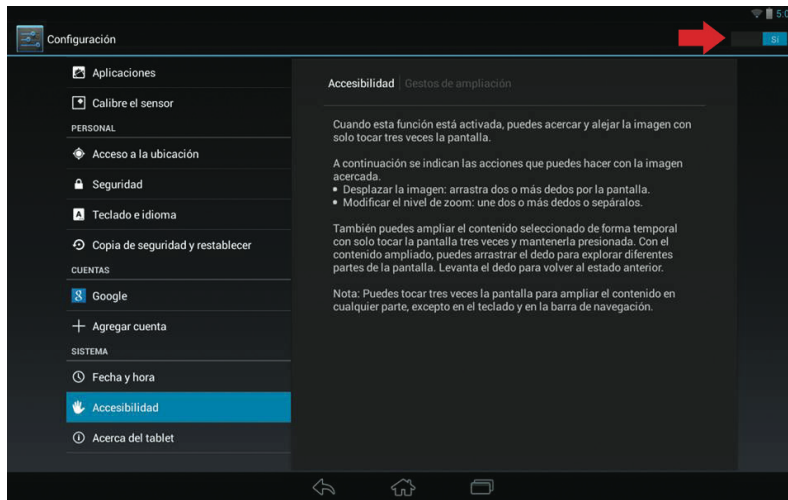 5:0
Configuración
Sí
Aplicaciones
Calibre el sensor
PERSONAL
Acceso a la ubicación
Seguridad
Teclado e idioma
Copia de seguridad y restablecer
CUENTAS
Google
Agregar cuenta
SISTEMA
Fecha y hora
Accesibilidad
Acerca del tablet
Accesibilidad Gestos de ampliación
Cuando esta función está activada, puedes acercar y alejar la imagen con
solo tocar tres veces la pantalla.
A continuación se indican las acciones que puedes hacer con la imagen
acercada.
• Desplazar la imagen: arrastra dos o más dedos por la pantalla.
• Modificar el nivel de zoom: une dos o más dedos o sepáralos.
También puedes ampliar el contenido seleccionado de forma temporal
con solo tocar la pantalla tres veces y mantenerla presionada. Con el
contenido ampliado, puedes arrastrar el dedo para explorar diferentes
partes de la pantalla. Levanta el dedo para volver al estado anterior.
Nota: Puedes tocar tres veces la pantalla para ampliar el contenido en
cualquier parte, excepto en el teclado y en la barra de navegación.